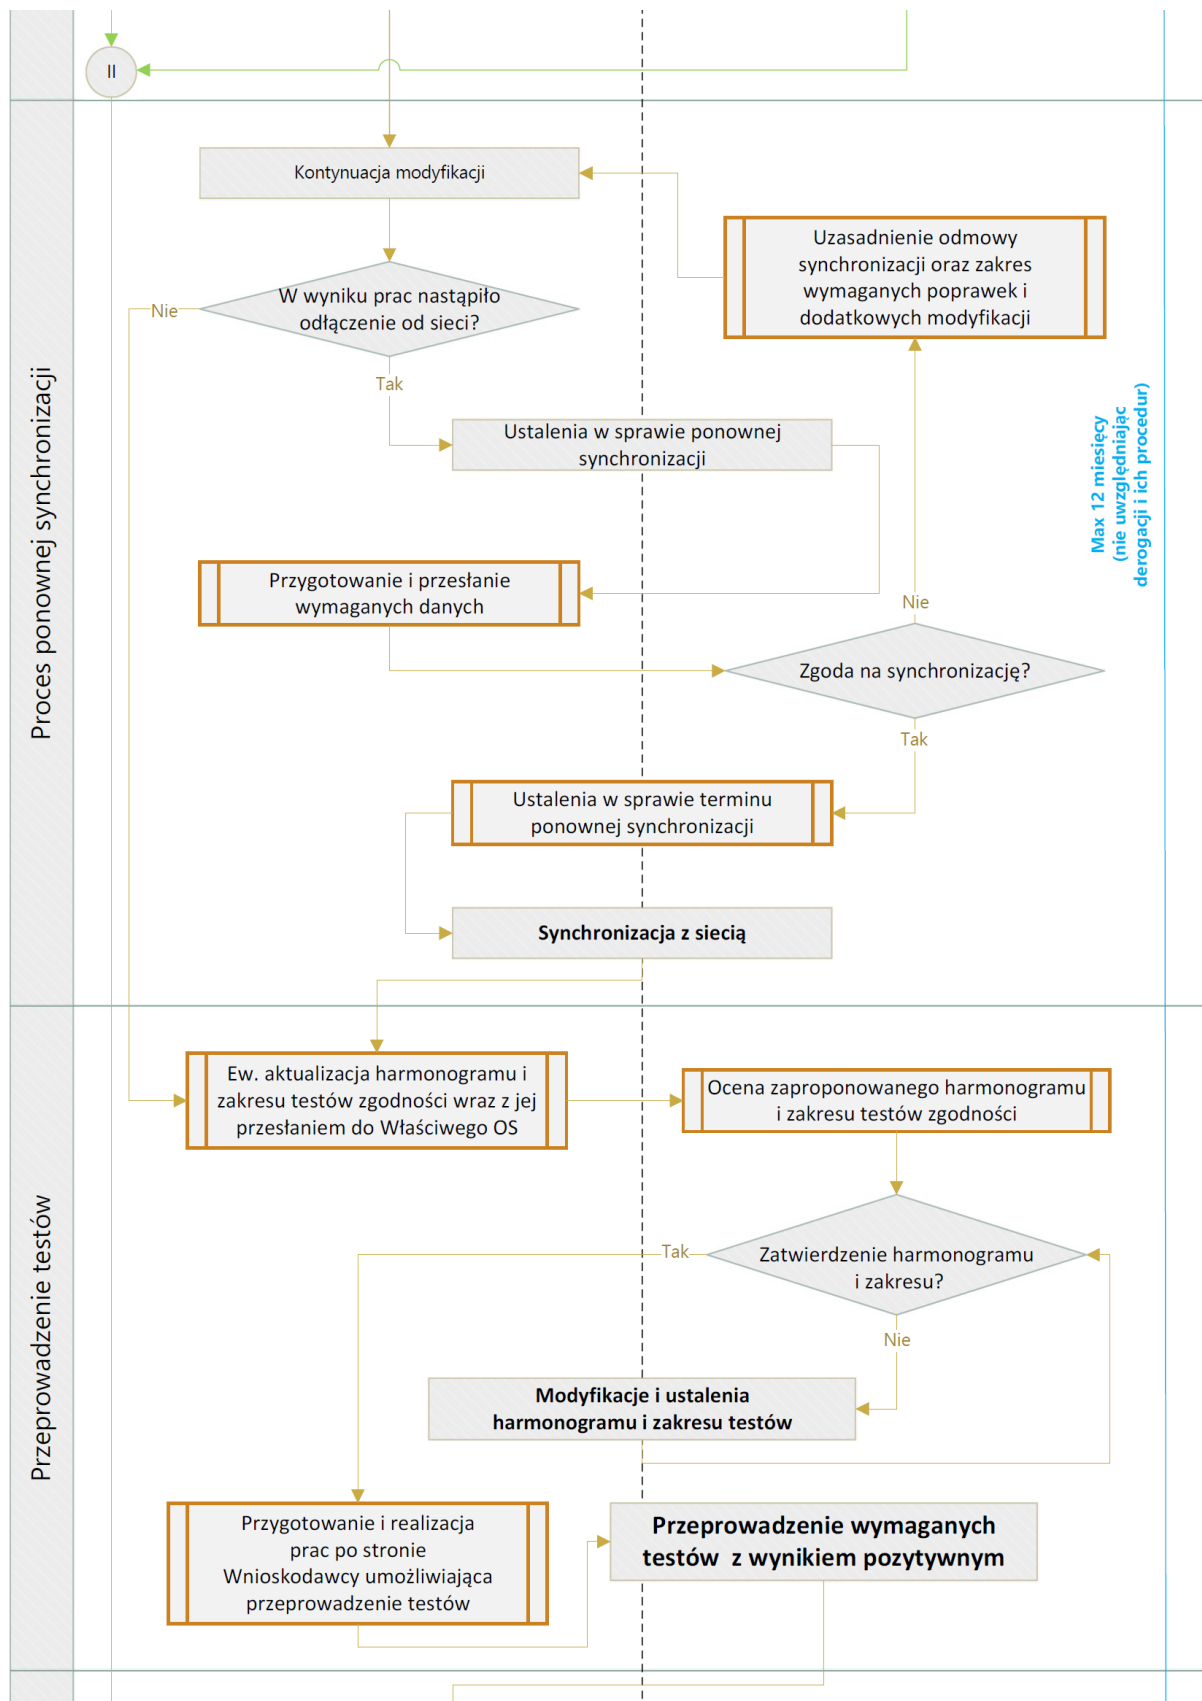 II
Proces ponownej synchronizacji
Kontynuacja modyfikacji
Uzasadnienie odmowy
synchronizacji oraz zakres
wymaganych poprawek i
dodatkowych modyfikacji
W wyniku prac nastąpiło
odłączenie od sieci?
Nie
Tak
Ustalenia w sprawie ponownej
synchronizacji
Max 12 miesięcy
(nie uwzględniając
derogacji i ich procedur)
Przygotowanie i przesłanie
wymaganych danych
Nie
Zgoda na synchronizację?
Tak
Ustalenia w sprawie terminu
ponownej synchronizacji
Synchronizacja z siecią
Przeprowadzenie testów
Ew. aktualizacja harmonogramu i
zakresu testów zgodności wraz z jej
przesłaniem do Właściwego OS
Ocena zaproponowanego harmonogramu
i zakresu testów zgodności
Tak
Zatwierdzenie harmonogramu
i zakresu?
Nie
Modyfikacje i ustalenia
harmonogramu i zakresu testów
Przygotowanie i realizacja
prac po stronie
Wnioskodawcy umożliwiająca
przeprowadzenie testów
Przeprowadzenie wymaganych
testów z wynikiem pozytywnym